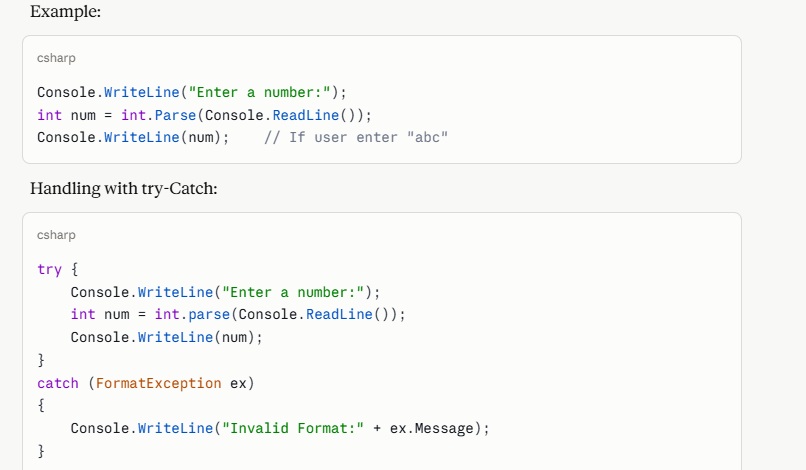 Example:
csharp
Console.WriteLine("Enter a number:");
int num = int.Parse(Console.ReadLine());
Console.WriteLine(num);    // If user enter "abc"
Handling with try-Catch:
csharp
try {
    Console.WriteLine("Enter a number:");
    int num = int.parse(Console.ReadLine());
    Console.WriteLine(num);
}
catch (FormatException ex)
{
    Console.WriteLine("Invalid Format:" + ex.Message);
}